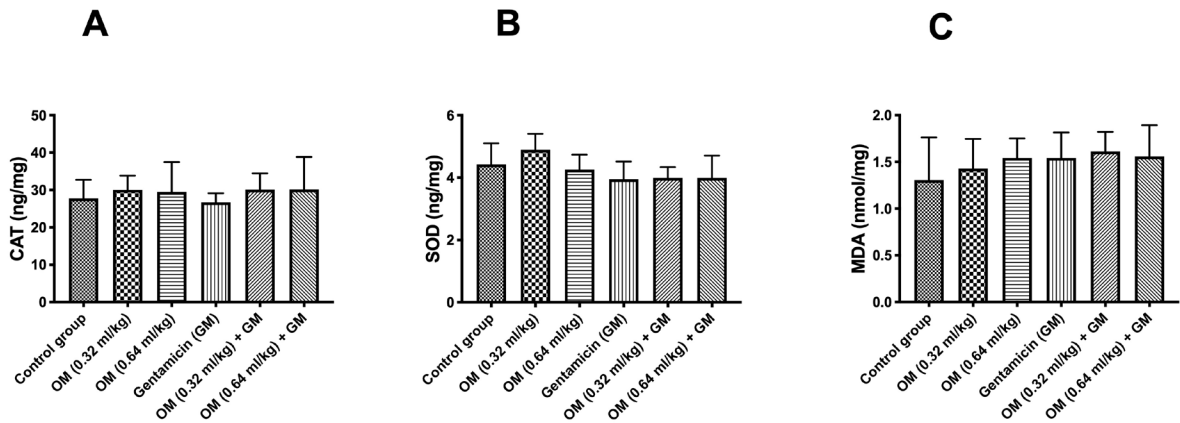 A
B
C
CAT (ng/mg)
50
40
30
20
10
0
Control group
OM (0.32 ml/kg)
OM (0.64 ml/kg)
Gentamicin (GM)
OM (0.32 ml/kg) + GM
OM (0.64 ml/kg) + GM
SOD (ng/mg)
6
4
2
0
Control group
OM (0.32 ml/kg)
OM (0.64 ml/kg)
Gentamicin (GM)
OM (0.32 ml/kg) + GM
OM (0.64 ml/kg) + GM
MDA (nmol/mg)
2.0
1.5
1.0
0.5
0.0
Control group
OM (0.32 ml/kg)
OM (0.64 ml/kg)
Gentamicin (GM)
OM (0.32 ml/kg) + GM
OM (0.64 ml/kg) + GM